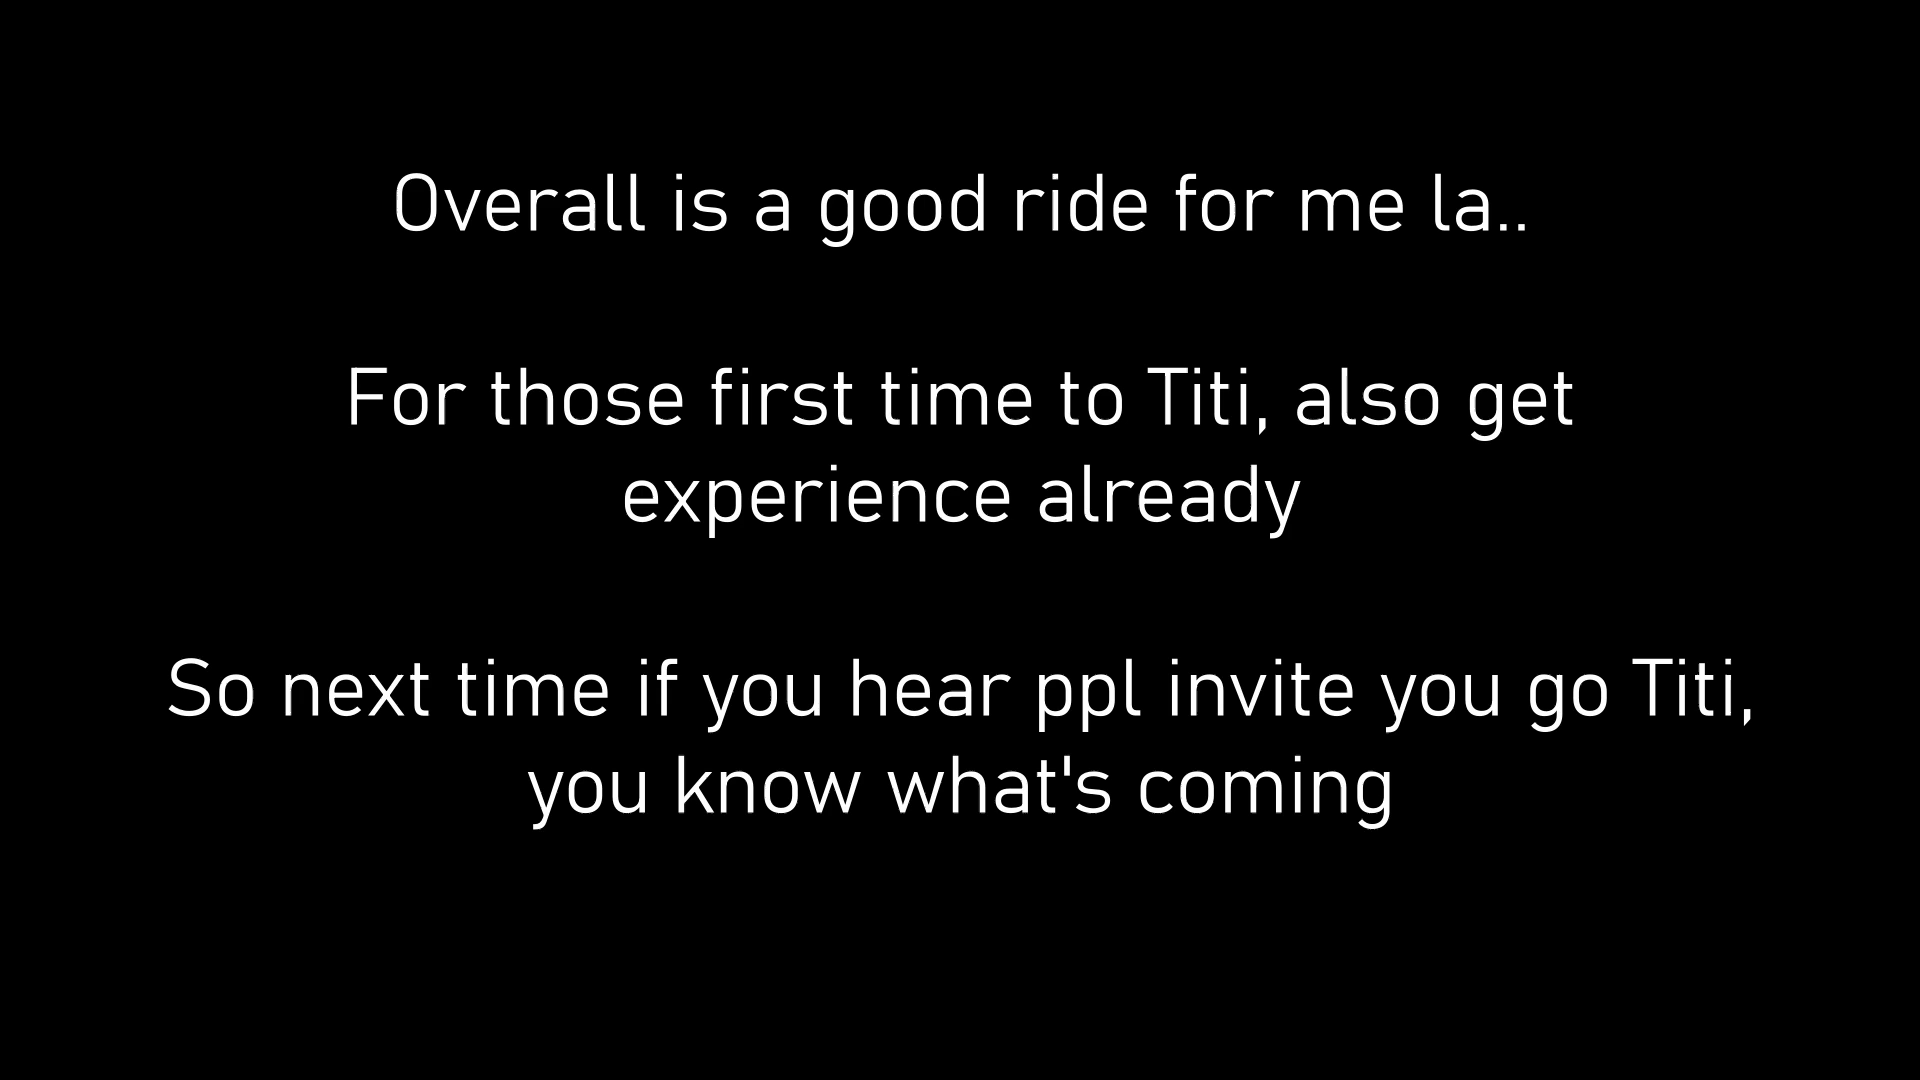 Overall is a good ride for me la..
For those first time to Titi, also get
experience already
So next time if you hear ppl invite you go Titi,
you know what's coming